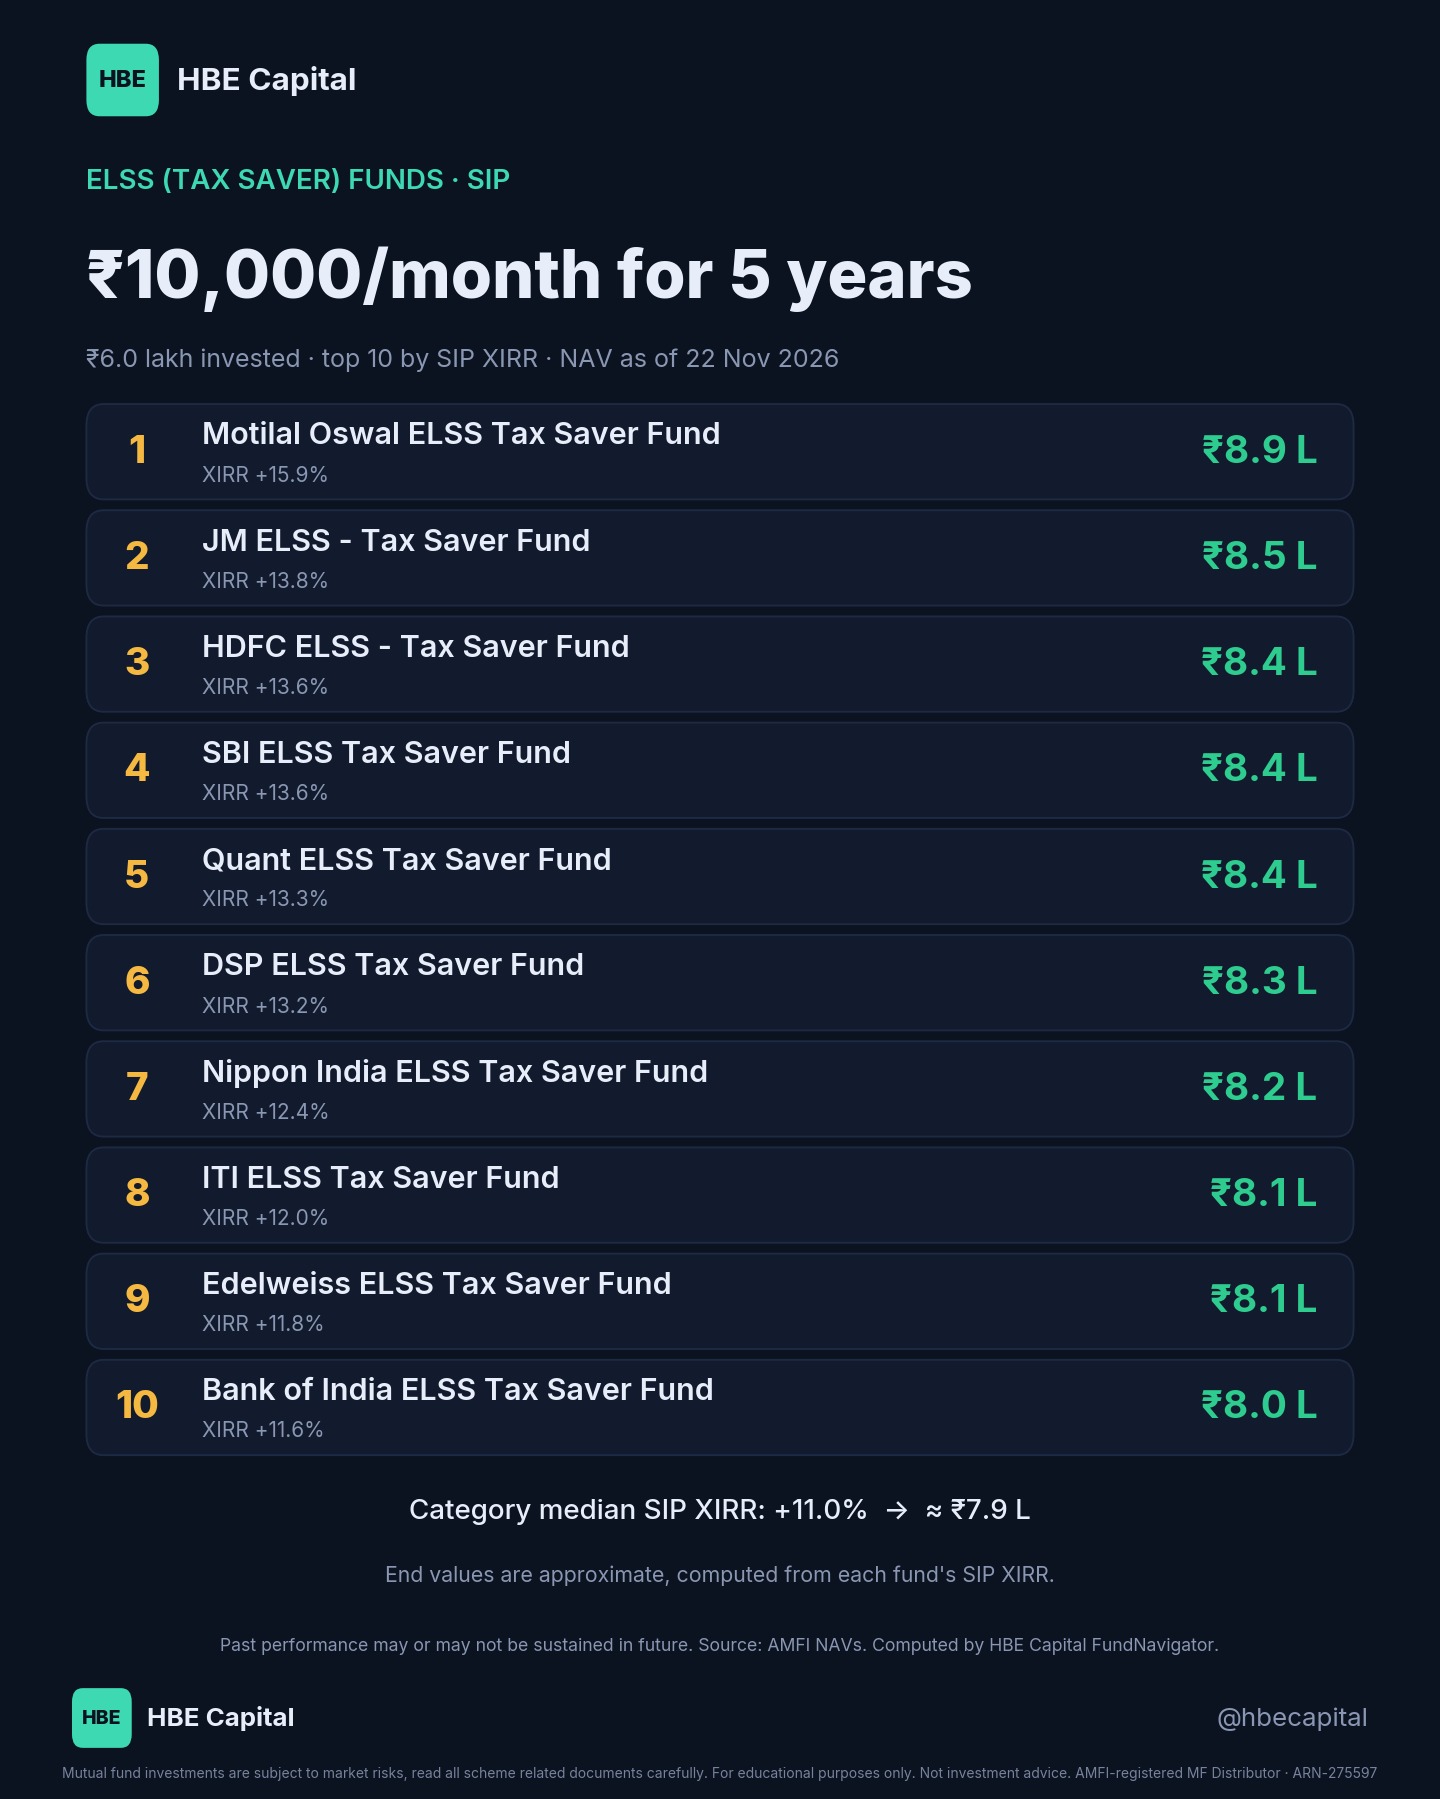 HBE HBE Capital
ELSS (TAX SAVER) FUNDS · SIP
₹10,000/month for 5 years
₹6.0 lakh invested · top 10 by SIP XIRR · NAV as of 22 Nov 2026
1 Motilal Oswal ELSS Tax Saver Fund ₹8.9 L
XIRR +15.9%
2 JM ELSS - Tax Saver Fund ₹8.5 L
XIRR +13.8%
3 HDFC ELSS - Tax Saver Fund ₹8.4 L
XIRR +13.6%
4 SBI ELSS Tax Saver Fund ₹8.4 L
XIRR +13.6%
5 Quant ELSS Tax Saver Fund ₹8.4 L
XIRR +13.3%
6 DSP ELSS Tax Saver Fund ₹8.3 L
XIRR +13.2%
7 Nippon India ELSS Tax Saver Fund ₹8.2 L
XIRR +12.4%
8 ITI ELSS Tax Saver Fund ₹8.1 L
XIRR +12.0%
9 Edelweiss ELSS Tax Saver Fund ₹8.1 L
XIRR +11.8%
10 Bank of India ELSS Tax Saver Fund ₹8.0 L
XIRR +11.6%
Category median SIP XIRR: +11.0% → ≈ ₹7.9 L
End values are approximate, computed from each fund's SIP XIRR.
Past performance may or may not be sustained in future. Source: AMFI NAVs. Computed by HBE Capital FundNavigator.
HBE HBE Capital @hbecapital
Mutual fund investments are subject to market risks, read all scheme related documents carefully. For educational purposes only. Not investment advice. AMFI-registered MF Distributor · ARN-275597